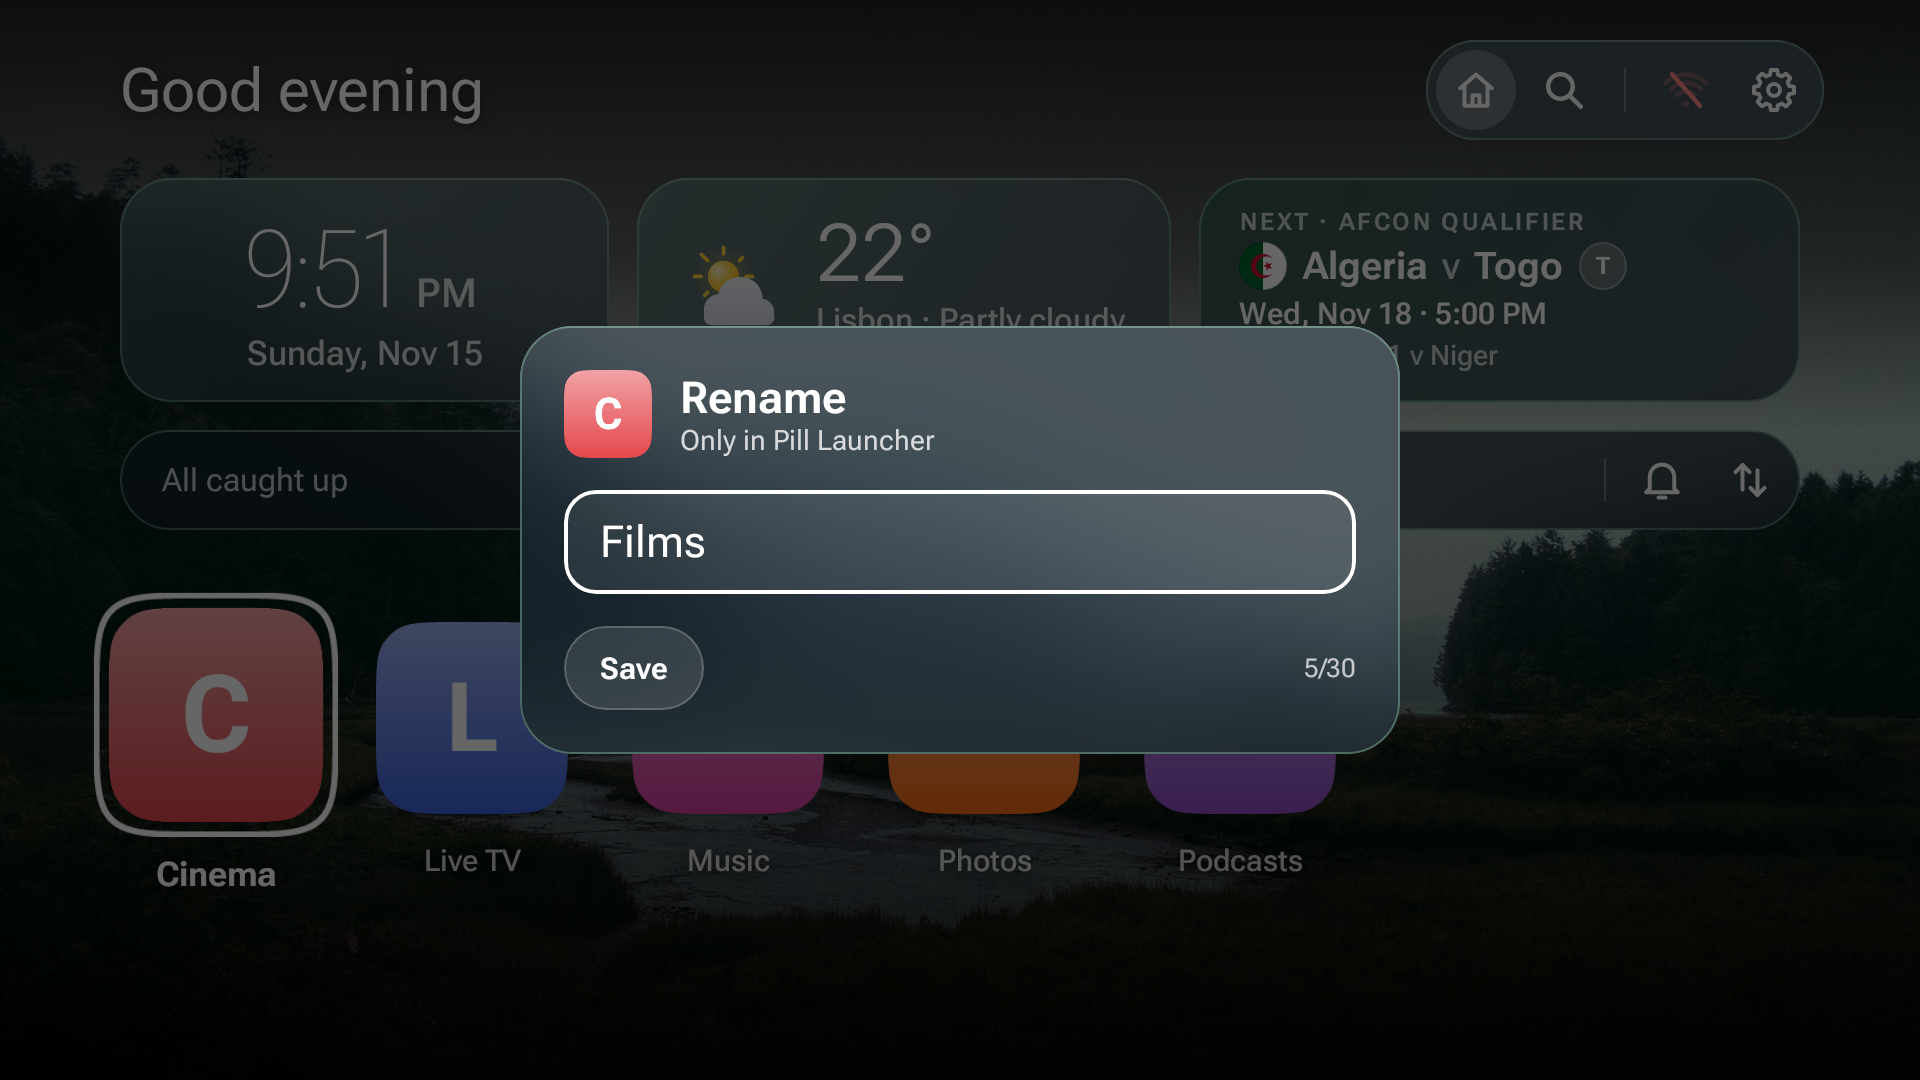 Good evening
9:51 PM
Sunday, Nov 15
22°
Lisbon · Partly cloudy
NEXT · AFCON QUALIFIER
Algeria v Togo T
Wed, Nov 18 · 5:00 PM
v Niger
All caught up
C
Rename
Only in Pill Launcher
Films
Save
5/30
C
L
Cinema
Live TV
Music
Photos
Podcasts